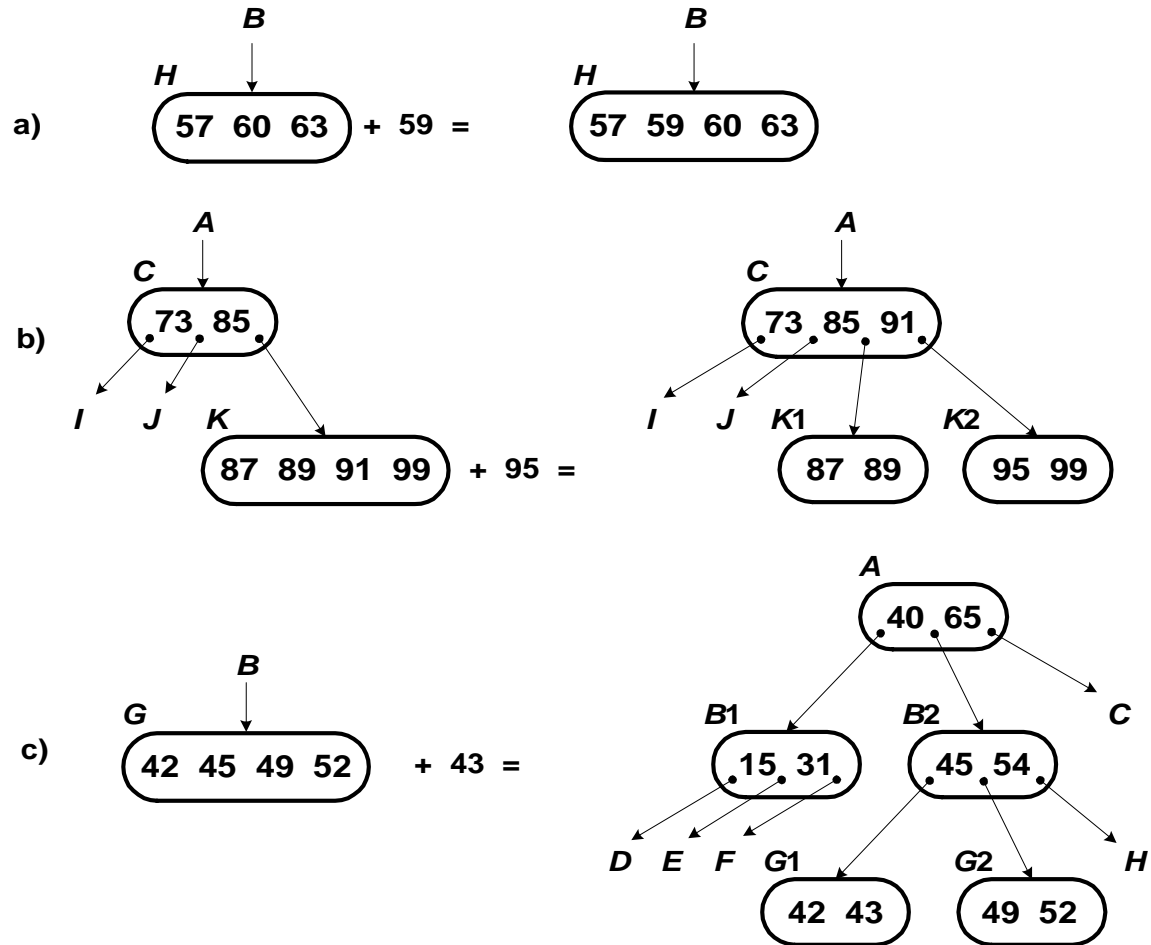 B B
H H
a) 57 60 63 + 59 = 57 59 60 63
A A
C C
b) 73 85 73 85 91
I J K I J K1 K2
87 89 91 99 + 95 = 87 89 95 99
A
40 65
B
G B1 B2 C
c) 42 45 49 52 + 43 = 15 31 45 54
D E F G1 G2 H
42 43 49 52